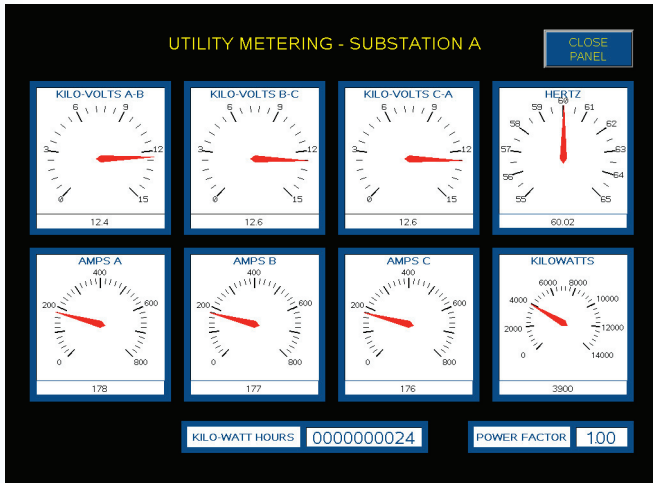 UTILITY METERING - SUBSTATION A
CLOSE
PANEL
KILO-VOLTS A-B
0 3 6 9 12 15
12.4
KILO-VOLTS B-C
0 3 6 9 12 15
12.6
KILO-VOLTS C-A
0 3 6 9 12 15
12.6
HERTZ
55 56 57 58 59 60 61 62 63 64 65
60.02
AMPS A
0 200 400 600 800
178
AMPS B
0 200 400 600 800
177
AMPS C
0 200 400 600 800
176
KILOWATTS
0 2000 4000 6000 8000 10000 12000 14000
3900
KILO-WATT HOURS 0000000024
POWER FACTOR 1.00